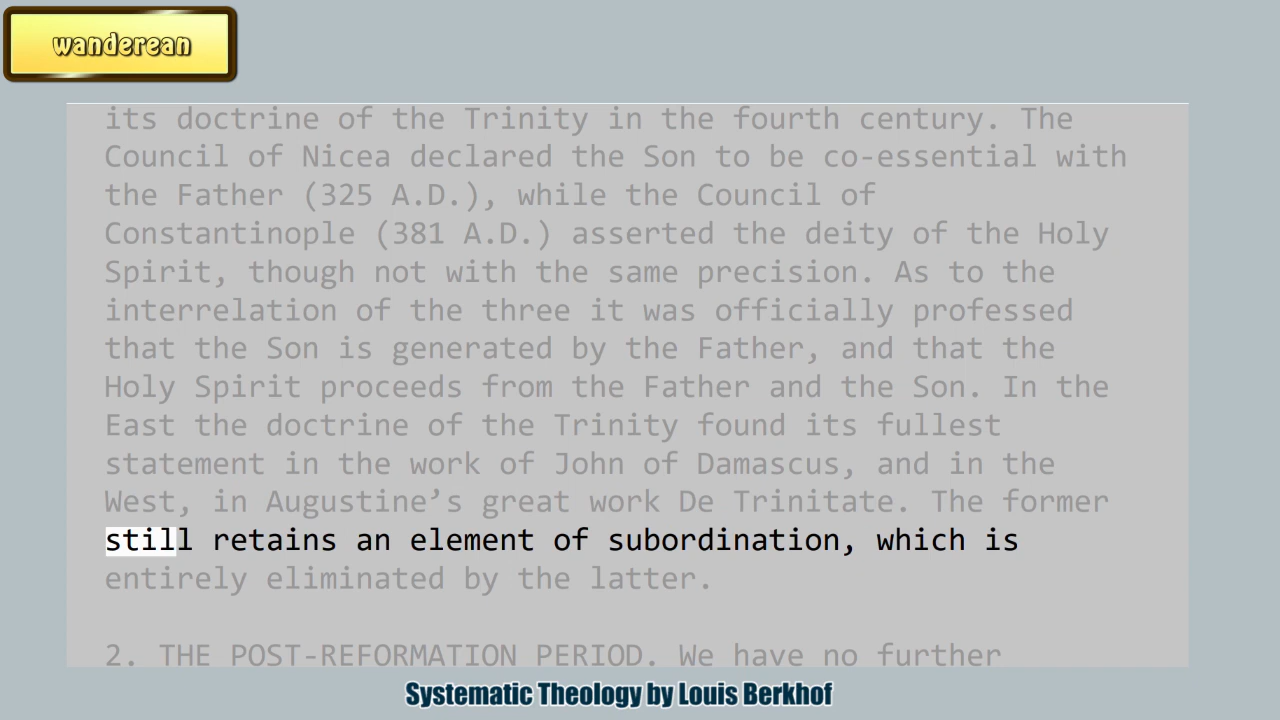 wanderean
its doctrine of the Trinity in the fourth century. The
Council of Nicea declared the Son to be co-essential with
the Father (325 A.D.), while the Council of
Constantinople (381 A.D.) asserted the deity of the Holy
Spirit, though not with the same precision. As to the
interrelation of the three it was officially professed
that the Son is generated by the Father, and that the
Holy Spirit proceeds from the Father and the Son. In the
East the doctrine of the Trinity found its fullest
statement in the work of John of Damascus, and in the
West, in Augustine’s great work De Trinitate. The former
still retains an element of subordination, which is
entirely eliminated by the latter.
2. THE POST-REFORMATION PERIOD. We have no further
Systematic Theology by Louis Berkhof